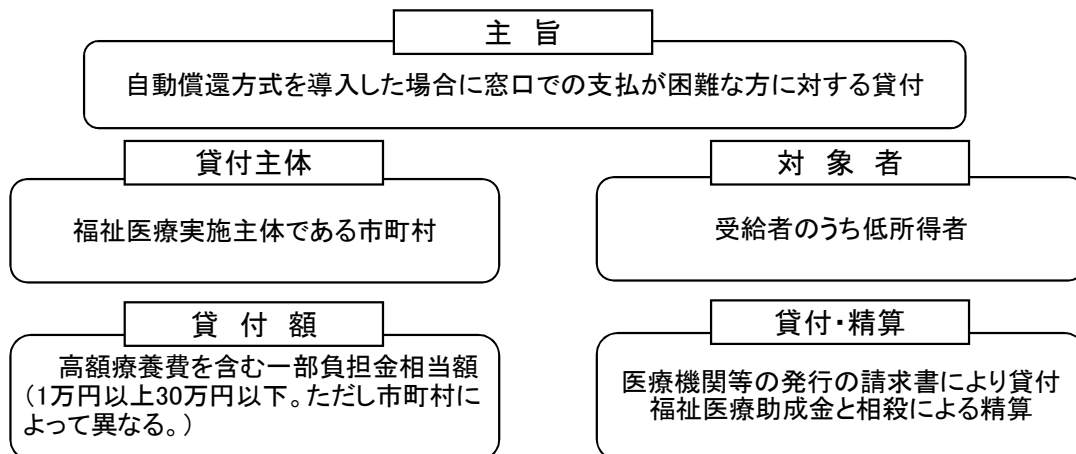 主 旨
自動償還方式を導入した場合に窓口での支払が困難な方に対する貸付
貸付主体
福祉医療実施主体である市町村
対 象 者
受給者のうち低所得者
貸 付 額
高額療養費を含む一部負担金相当額
（1万円以上30万円以下。ただし市町村に
よって異なる。）
貸付・精算
医療機関等の発行の請求書により貸付
福祉医療助成金と相殺による精算